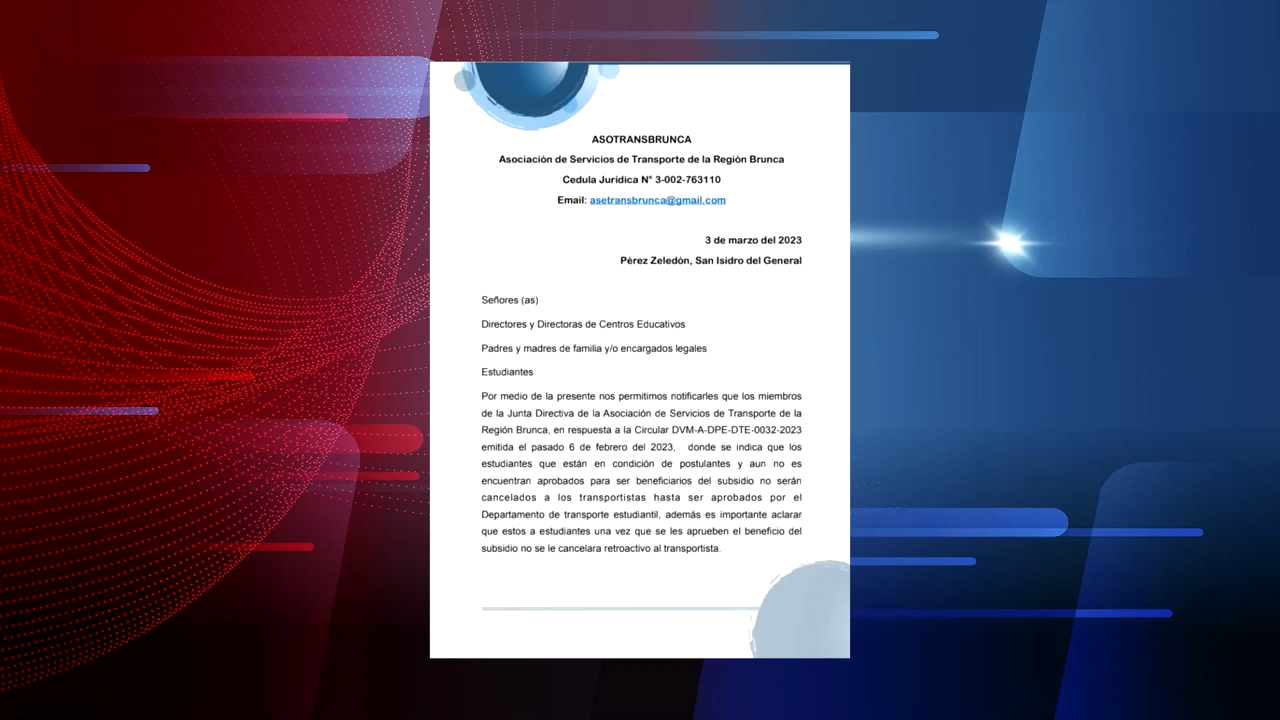 ASOTRANSBRUNCA
Asociación de Servicios de Transporte de la Región Brunca
Cedula Jurídica N° 3-002-763110
Email: asetransbrunca@gmail.com
3 de marzo del 2023
Pérez Zeledón, San Isidro del General
Señores (as)
Directores y Directoras de Centros Educativos
Padres y madres de familia y/o encargados legales
Estudiantes
Por medio de la presente nos permitimos notificarles que los miembros
de la Junta Directiva de la Asociación de Servicios de Transporte de la
Región Brunca, en respuesta a la Circular DVM-A-DPE-DTE-0032-2023
emitida el pasado 6 de febrero del 2023, donde se indica que los
estudiantes que están en condición de postulantes y aun no es
encuentran aprobados para ser beneficiarios del subsidio no serán
cancelados a los transportistas hasta ser aprobados por el
Departamento de transporte estudiantil, además es importante aclarar
que estos a estudiantes una vez que se les aprueben el beneficio del
subsidio no se le cancelara retroactivo al transportista.